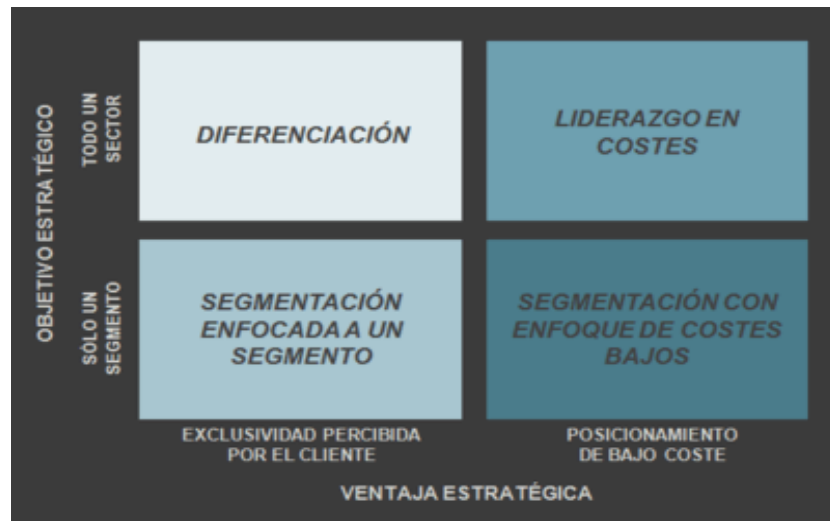 OBJETIVO ESTRATÉGICO
TODO UN
SECTOR
DIFERENCIACIÓN
LIDERAZGO EN
COSTES
SÓLO UN
SEGMENTO
SEGMENTACIÓN
ENFOCADA A UN
SEGMENTO
SEGMENTACIÓN CON
ENFOQUE DE COSTES
BAJOS
EXCLUSIVIDAD PERCIBIDA
POR EL CLIENTE
POSICIONAMIENTO
DE BAJO COSTE
VENTAJA ESTRATÉGICA